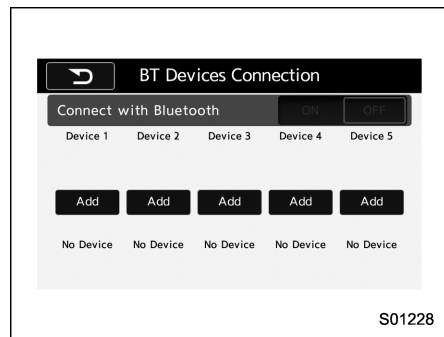 BT Devices Connection
Connect with Bluetooth ON OFF
Device 1 Device 2 Device 3 Device 4 Device 5
Add Add Add Add Add
No Device No Device No Device No Device No Device
S01228